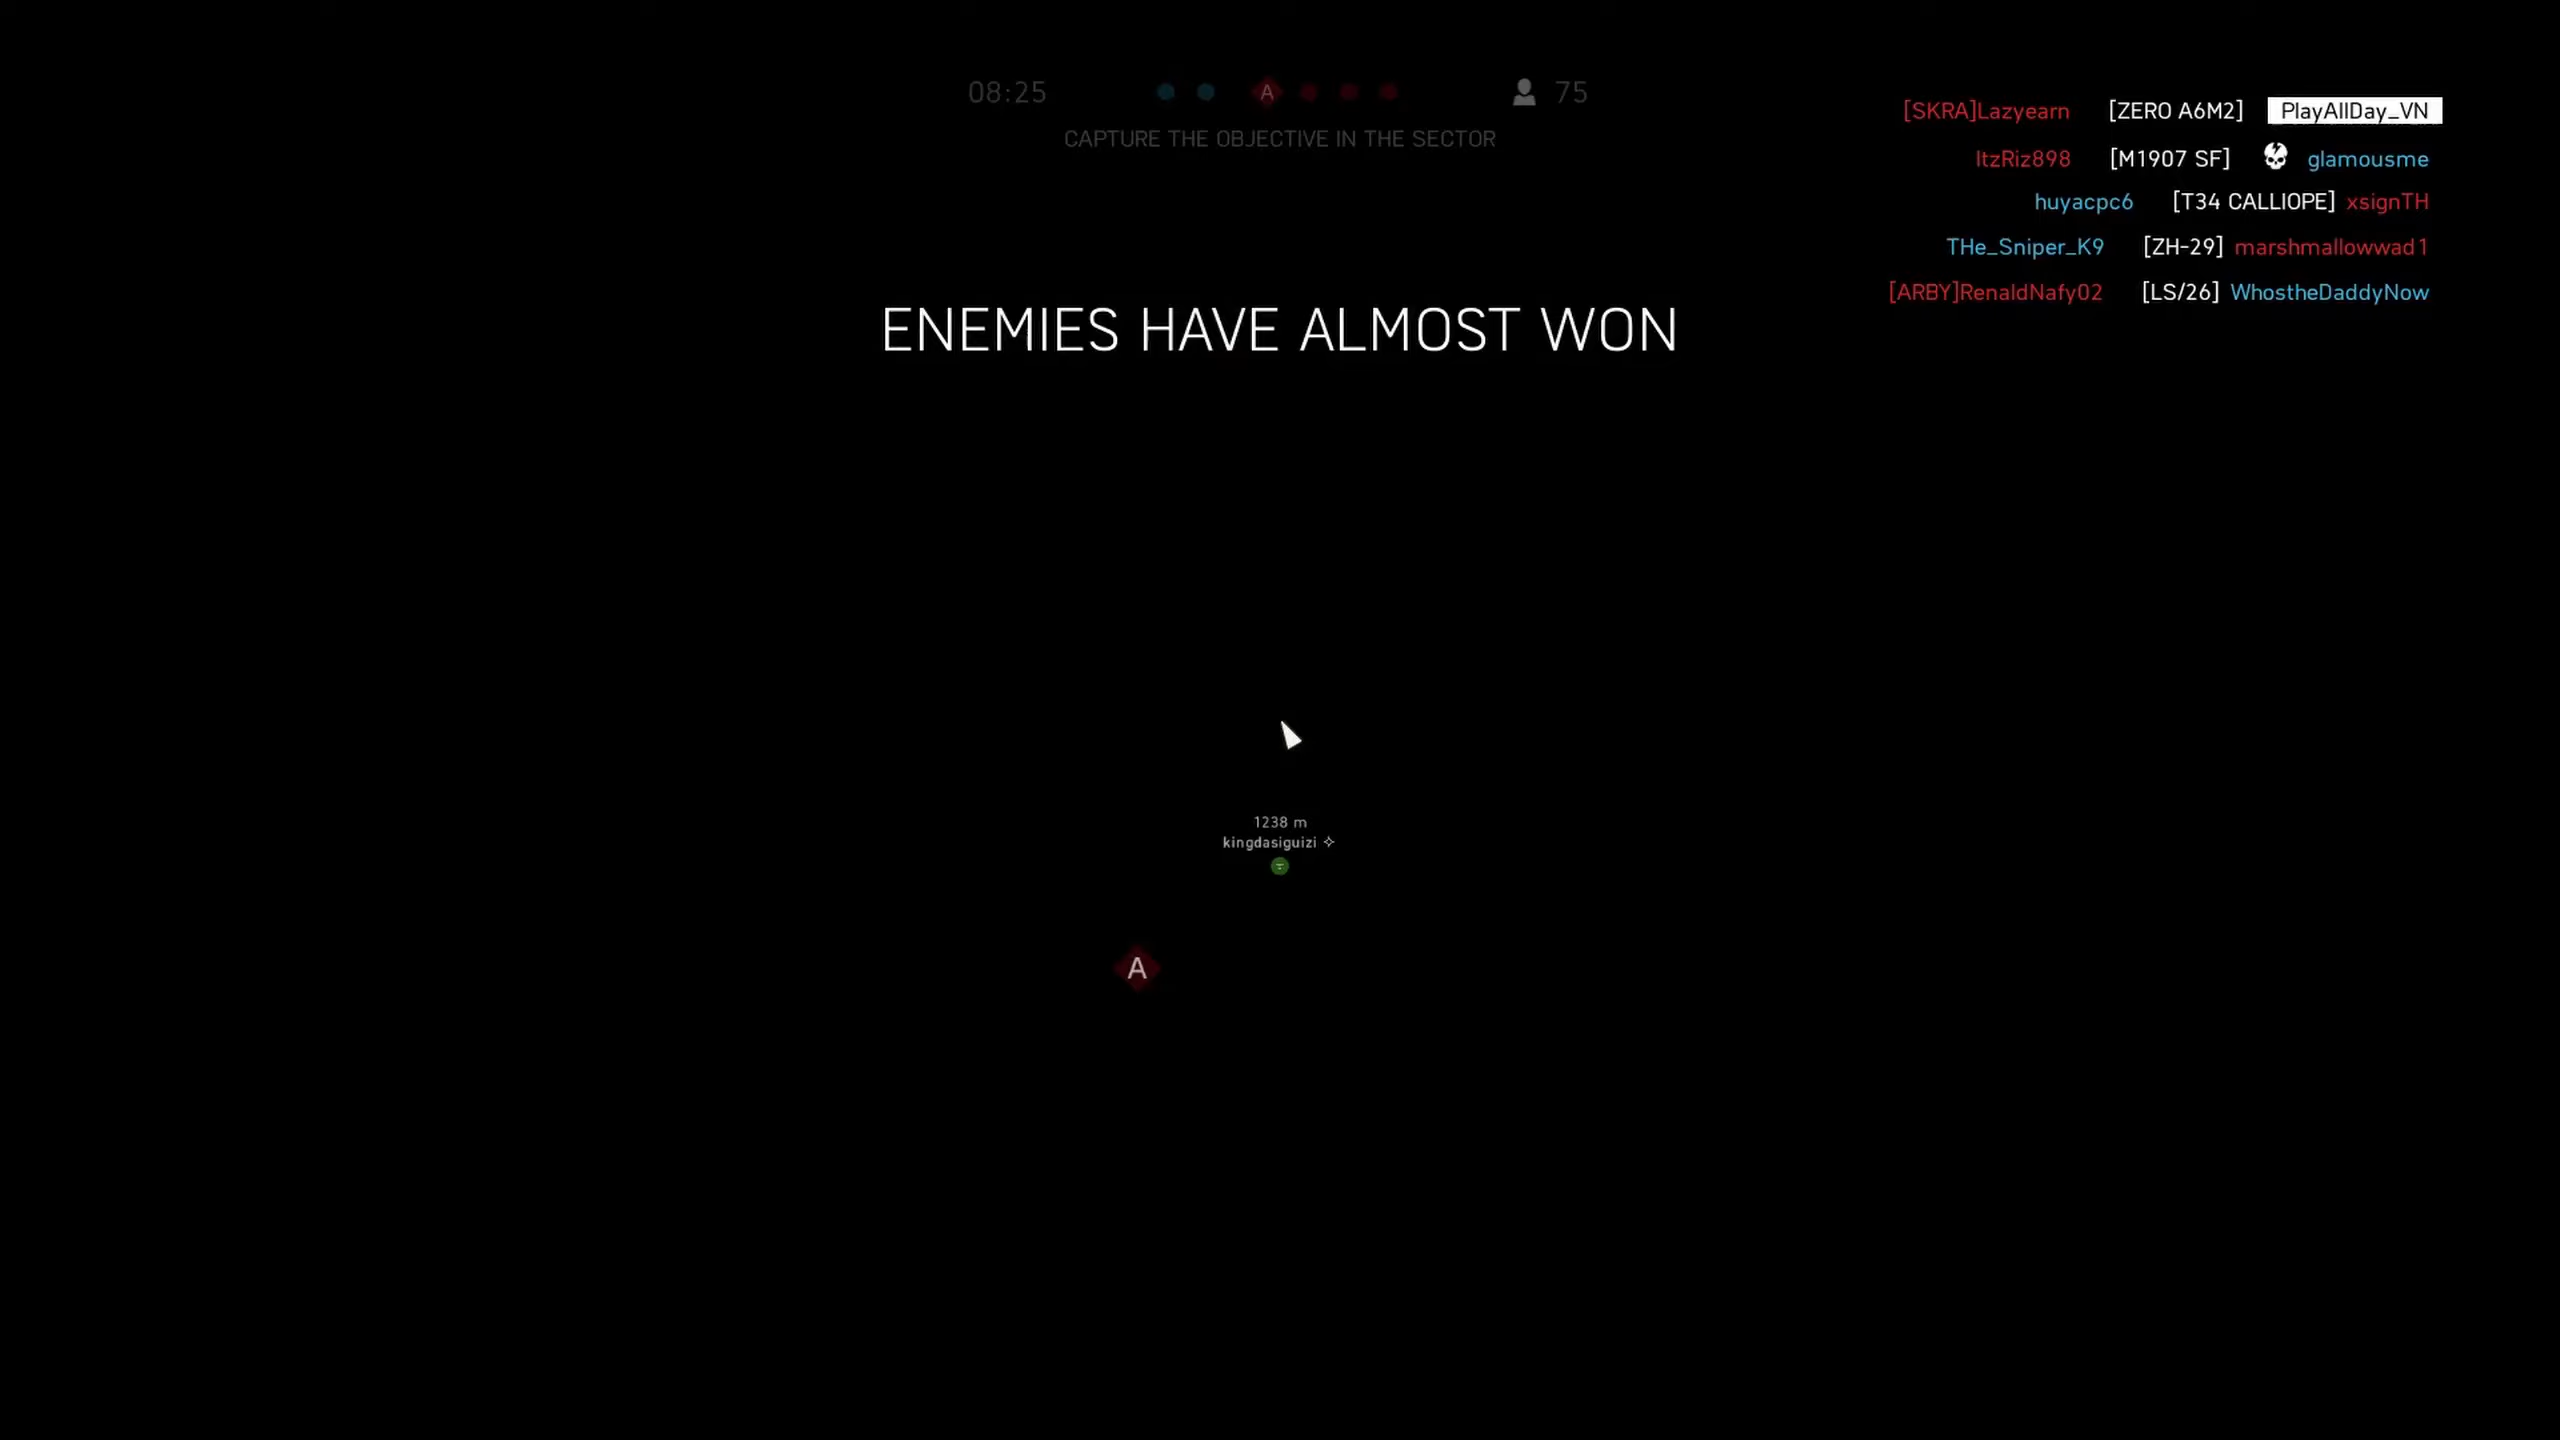 08:25 A 75
CAPTURE THE OBJECTIVE IN THE SECTOR
[SKRA]Lazyearn [ZERO A6M2] PlayAllDay_VN
ItzRiz898 [M1907 SF] glamousme
huyacpc6 [T34 CALLIOPE] xsignTH
THe_Sniper_K9 [ZH-29] marshmallowwad1
[ARBY]RenaldNafy02 [LS/26] WhostheDaddyNow
ENEMIES HAVE ALMOST WON
1238 m
kingdasiguizi
A